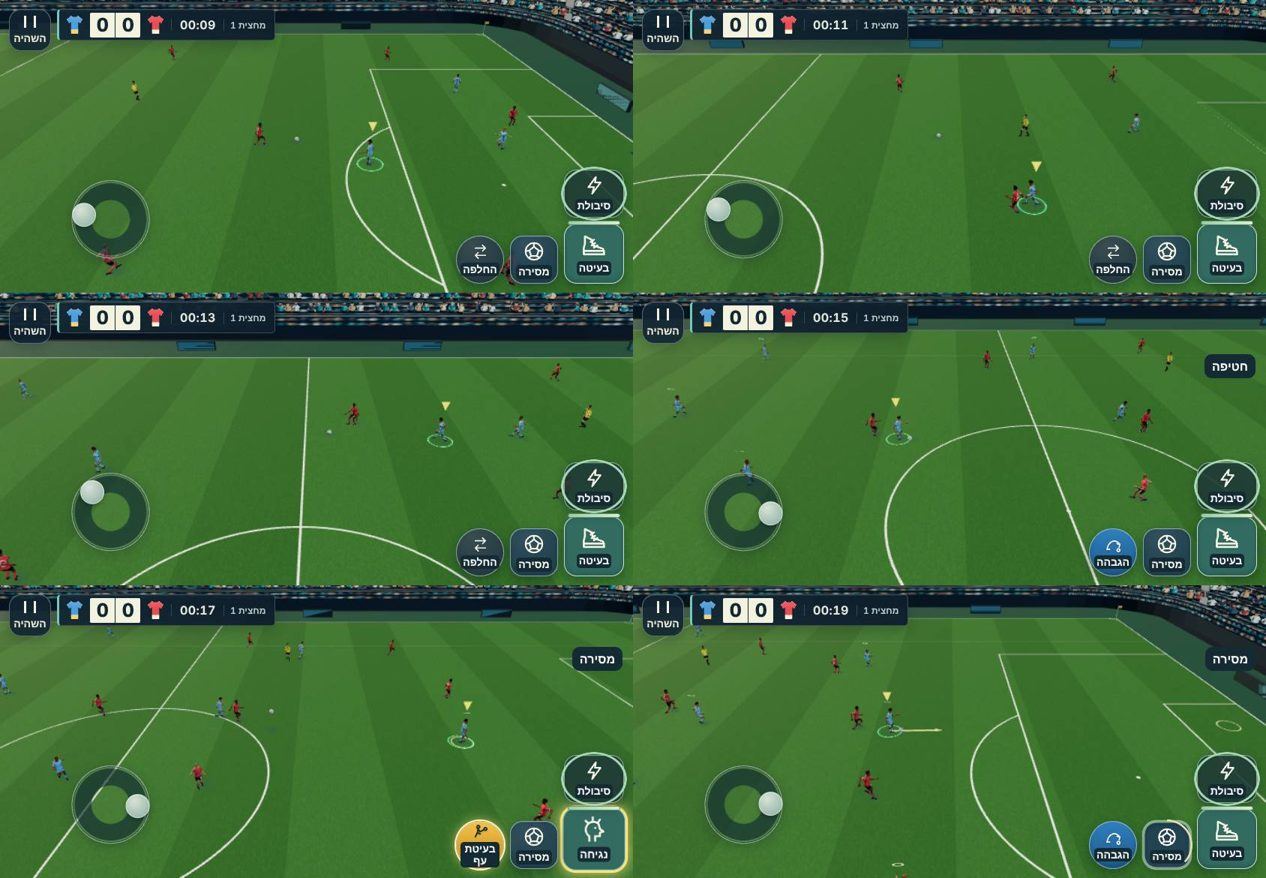 השהיה
0 0 00:09 מחצית 1
סיבולת
החלפה
מסירה
בעיטה
השהיה
0 0 00:11 מחצית 1
סיבולת
החלפה
מסירה
בעיטה
השהיה
0 0 00:13 מחצית 1
סיבולת
החלפה
מסירה
בעיטה
השהיה
0 0 00:15 מחצית 1
חטיפה
סיבולת
הגבהה
מסירה
בעיטה
השהיה
0 0 00:17 מחצית 1
מסירה
סיבולת
בעיטת
עף
מסירה
נגיחה
השהיה
0 0 00:19 מחצית 1
מסירה
סיבולת
הגבהה
מסירה
בעיטה